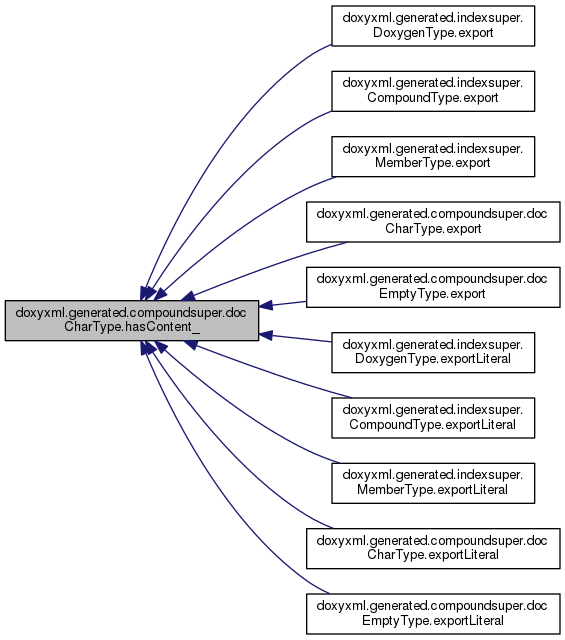 doxyxml.generated.indexsuper.
DoxygenType.export
doxyxml.generated.indexsuper.
CompoundType.export
doxyxml.generated.indexsuper.
MemberType.export
doxyxml.generated.compoundsuper.doc
CharType.export
doxyxml.generated.compoundsuper.doc
EmptyType.export
doxyxml.generated.compoundsuper.doc
CharType.hasContent_
doxyxml.generated.indexsuper.
DoxygenType.exportLiteral
doxyxml.generated.indexsuper.
CompoundType.exportLiteral
doxyxml.generated.indexsuper.
MemberType.exportLiteral
doxyxml.generated.compoundsuper.doc
CharType.exportLiteral
doxyxml.generated.compoundsuper.doc
EmptyType.exportLiteral